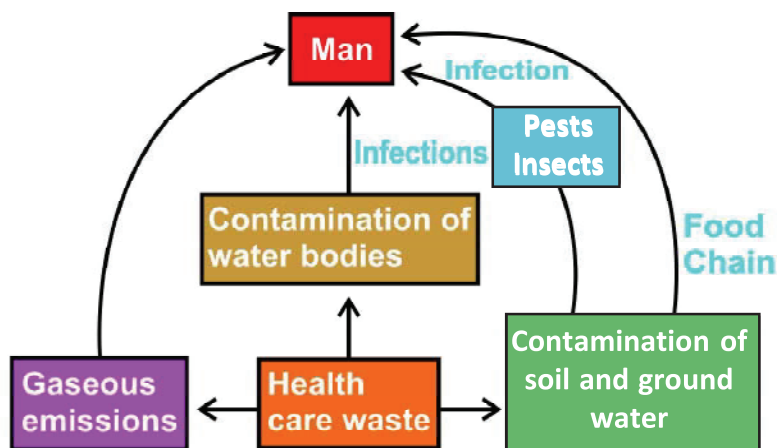 Man
Infection
Pests
Insects
Infections
Contamination of
water bodies
Food
Chain
Gaseous
emissions
Health
care waste
Contamination of
soil and ground
water